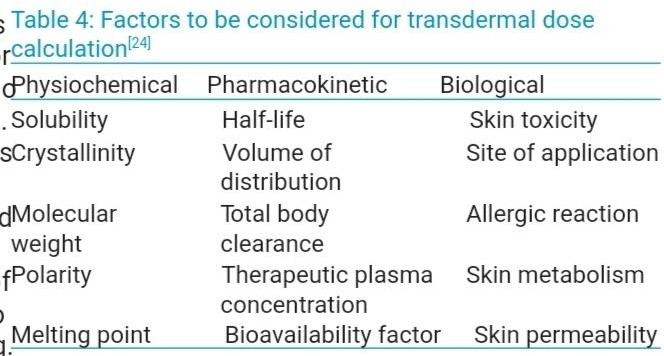 Table 4: Factors to be considered for transdermal dose
calculation[24]
Physiochemical Pharmacokinetic Biological
Solubility Half-life Skin toxicity
Crystallinity Volume of distribution Site of application
Molecular weight Total body clearance Allergic reaction
Polarity Therapeutic plasma concentration Skin metabolism
Melting point Bioavailability factor Skin permeability